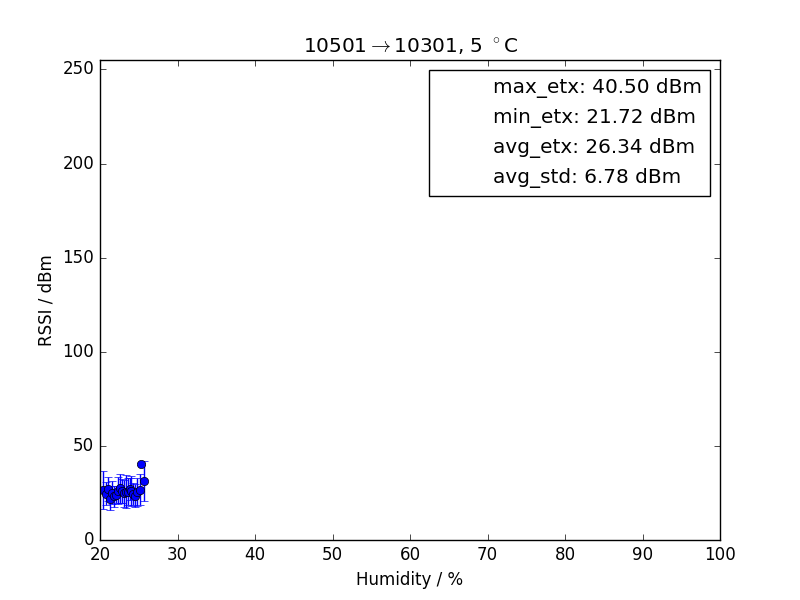 10501→10301, 5 °C
max_etx: 40.50 dBm
min_etx: 21.72 dBm
avg_etx: 26.34 dBm
avg_std: 6.78 dBm
RSSI / dBm
250
200
150
100
50
0
20 30 40 50 60 70 80 90 100
Humidity / %